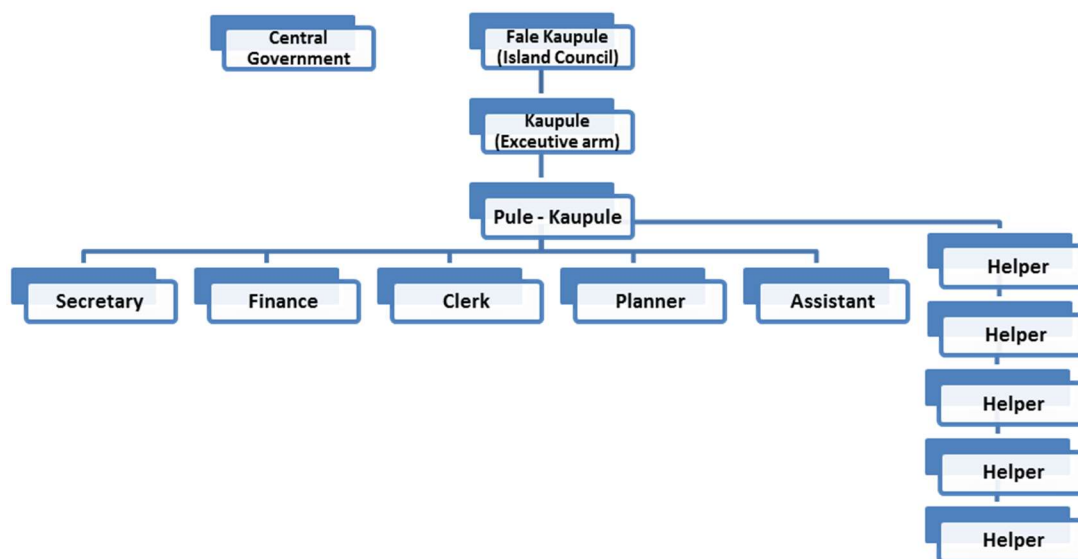 Central
Government
Fale Kaupule
(Island Council)
Kaupule
(Exceutive arm)
Pule - Kaupule
Secretary
Finance
Clerk
Planner
Assistant
Helper
Helper
Helper
Helper
Helper